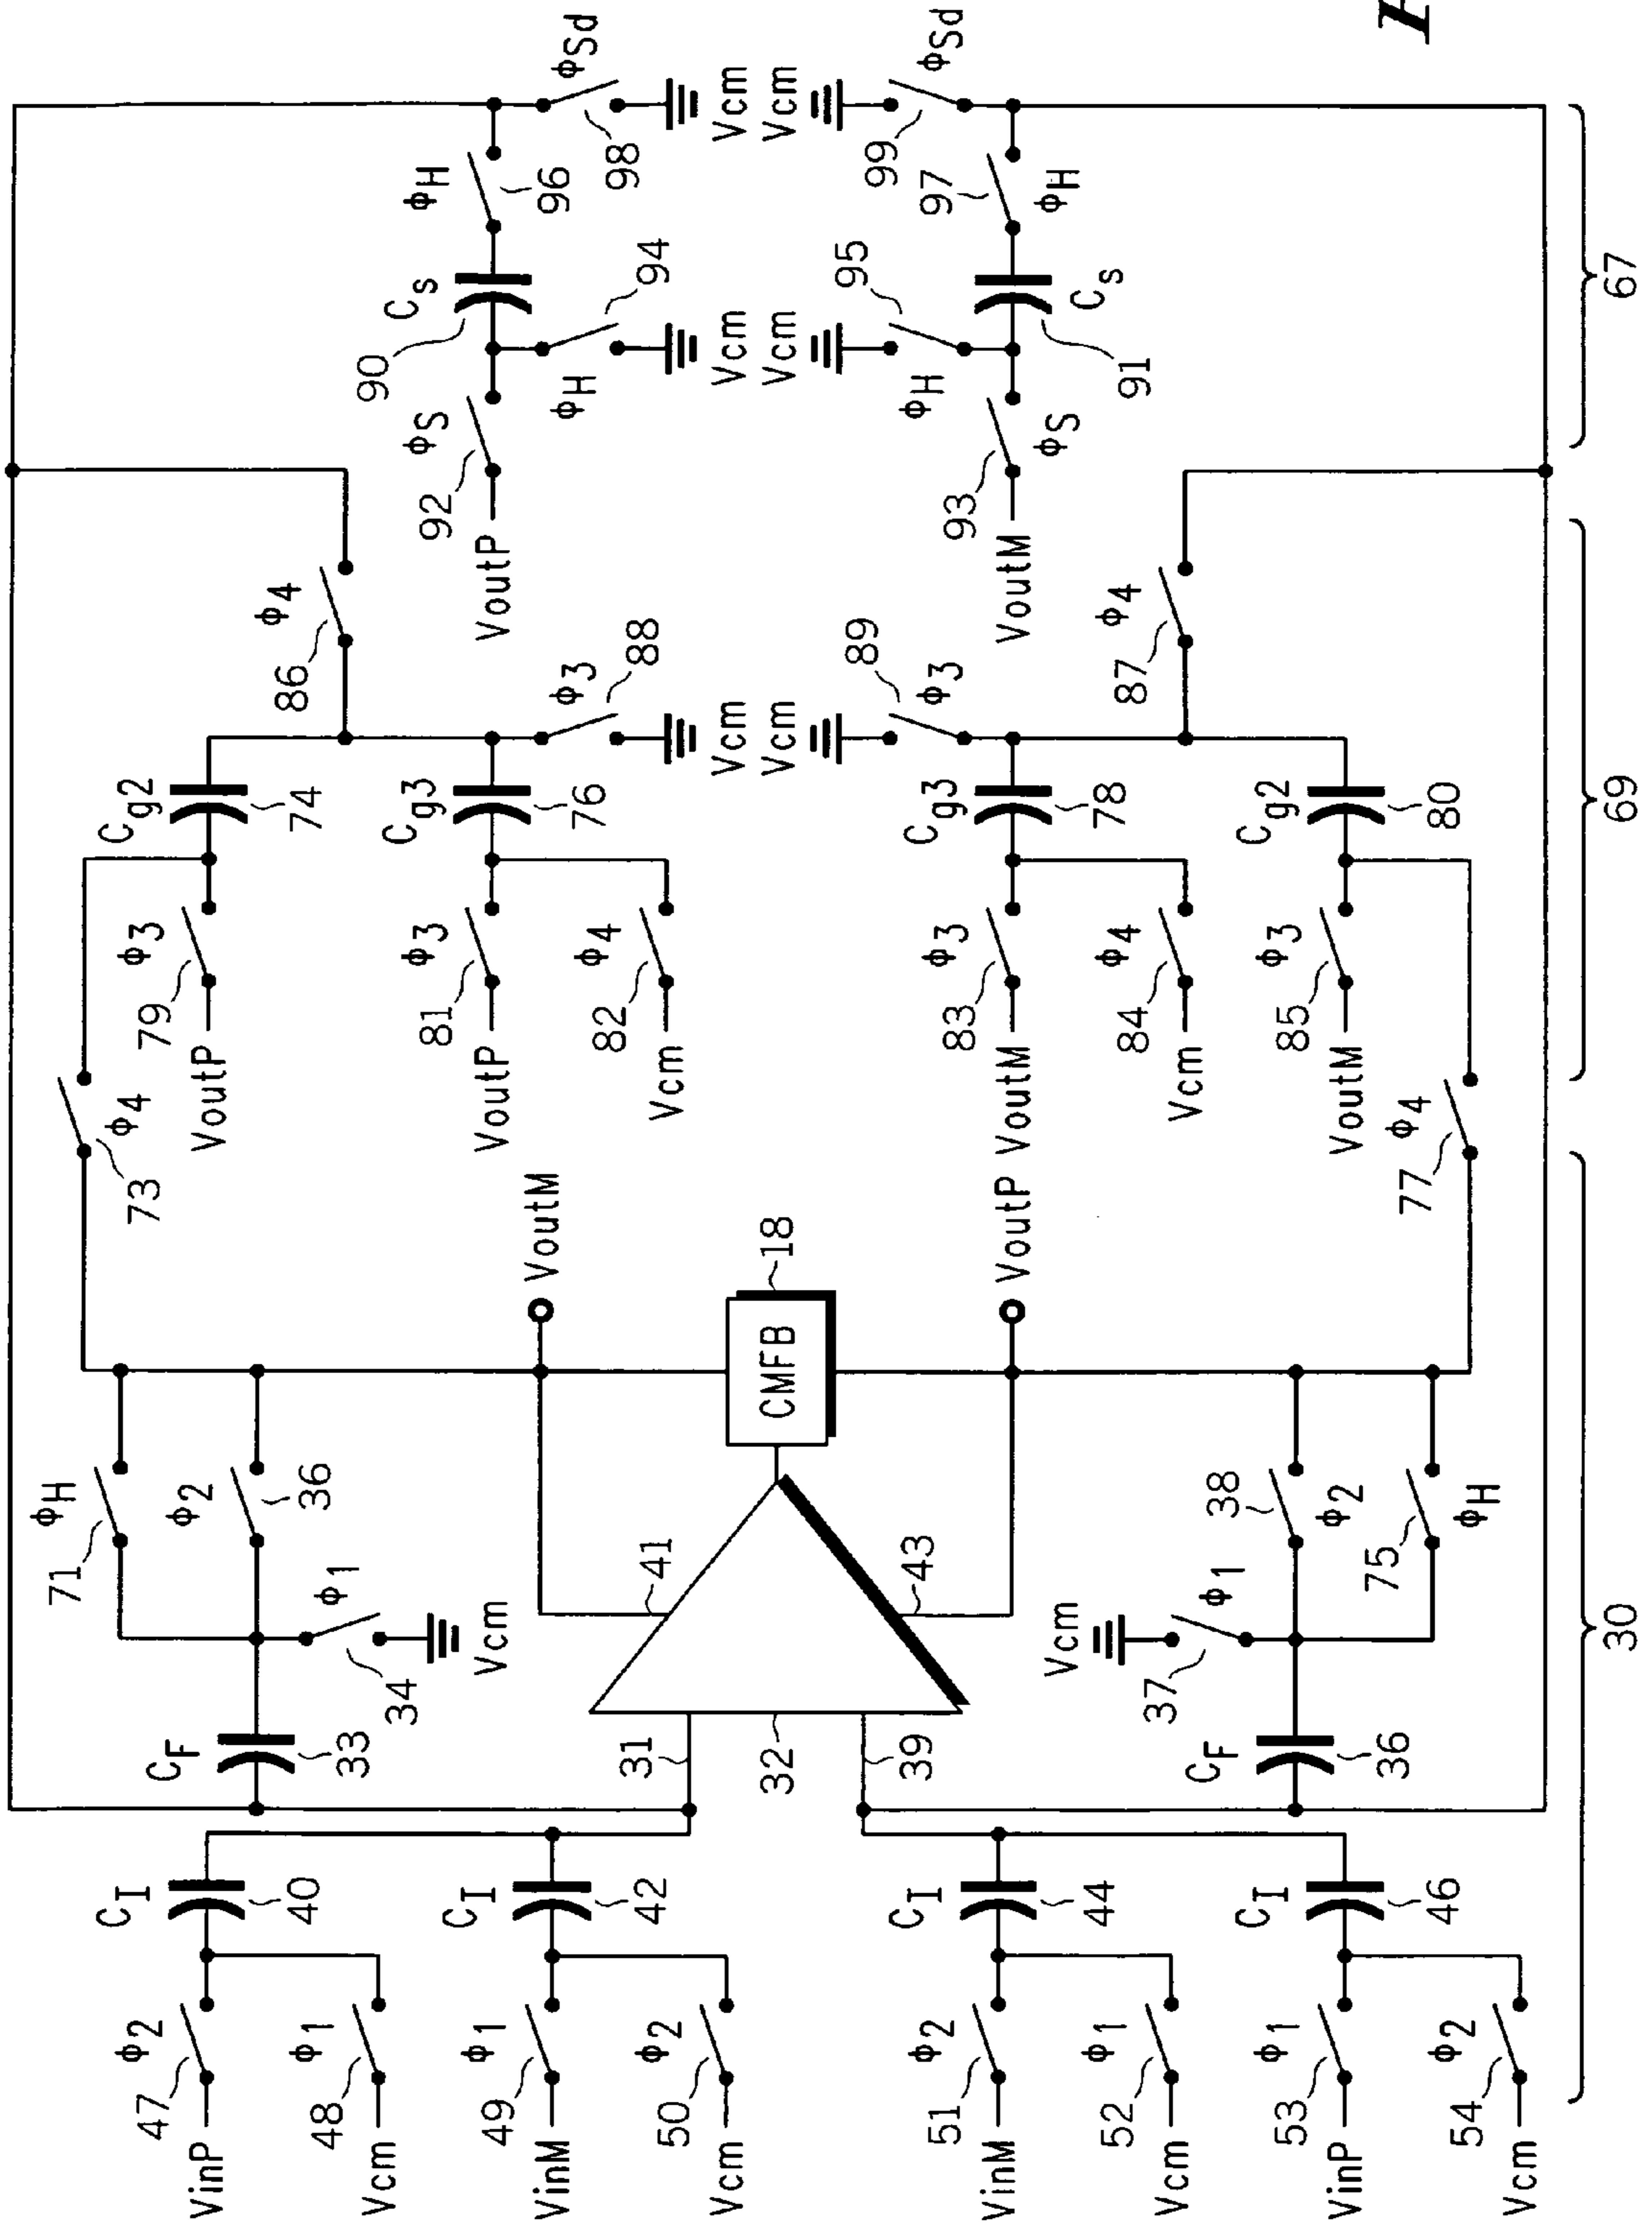 VinP
47
ϕ2
CI
40
Vcm
48
ϕ1
VinM
49
ϕ1
CI
42
Vcm
50
ϕ2
VinM
51
ϕ2
CI
44
Vcm
52
ϕ1
VinP
53
ϕ1
CI
46
Vcm
54
ϕ2
CF
33
34
ϕ1
Vcm
71
ϕH
ϕ2
36
31
32
39
41
43
CMFB
18
VoutM
VoutP
Vcm
37
ϕ1
CF
36
38
ϕ2
75
ϕH
30
73
ϕ4
VoutP
79
ϕ3
Cg2
74
VoutP
81
ϕ3
Cg3
76
Vcm
82
ϕ4
86
ϕ4
ϕ3
88
Vcm
VoutM
83
ϕ3
Cg3
78
Vcm
84
ϕ4
VoutM
85
ϕ3
Cg2
80
77
ϕ4
Vcm
89
ϕ3
87
ϕ4
69
VoutP
92
ϕS
90
Cs
ϕH
94
Vcm
ϕH
96
ϕSd
98
Vcm
VoutM
93
ϕS
91
Cs
ϕH
95
Vcm
97
ϕH
99
ϕSd
Vcm
67